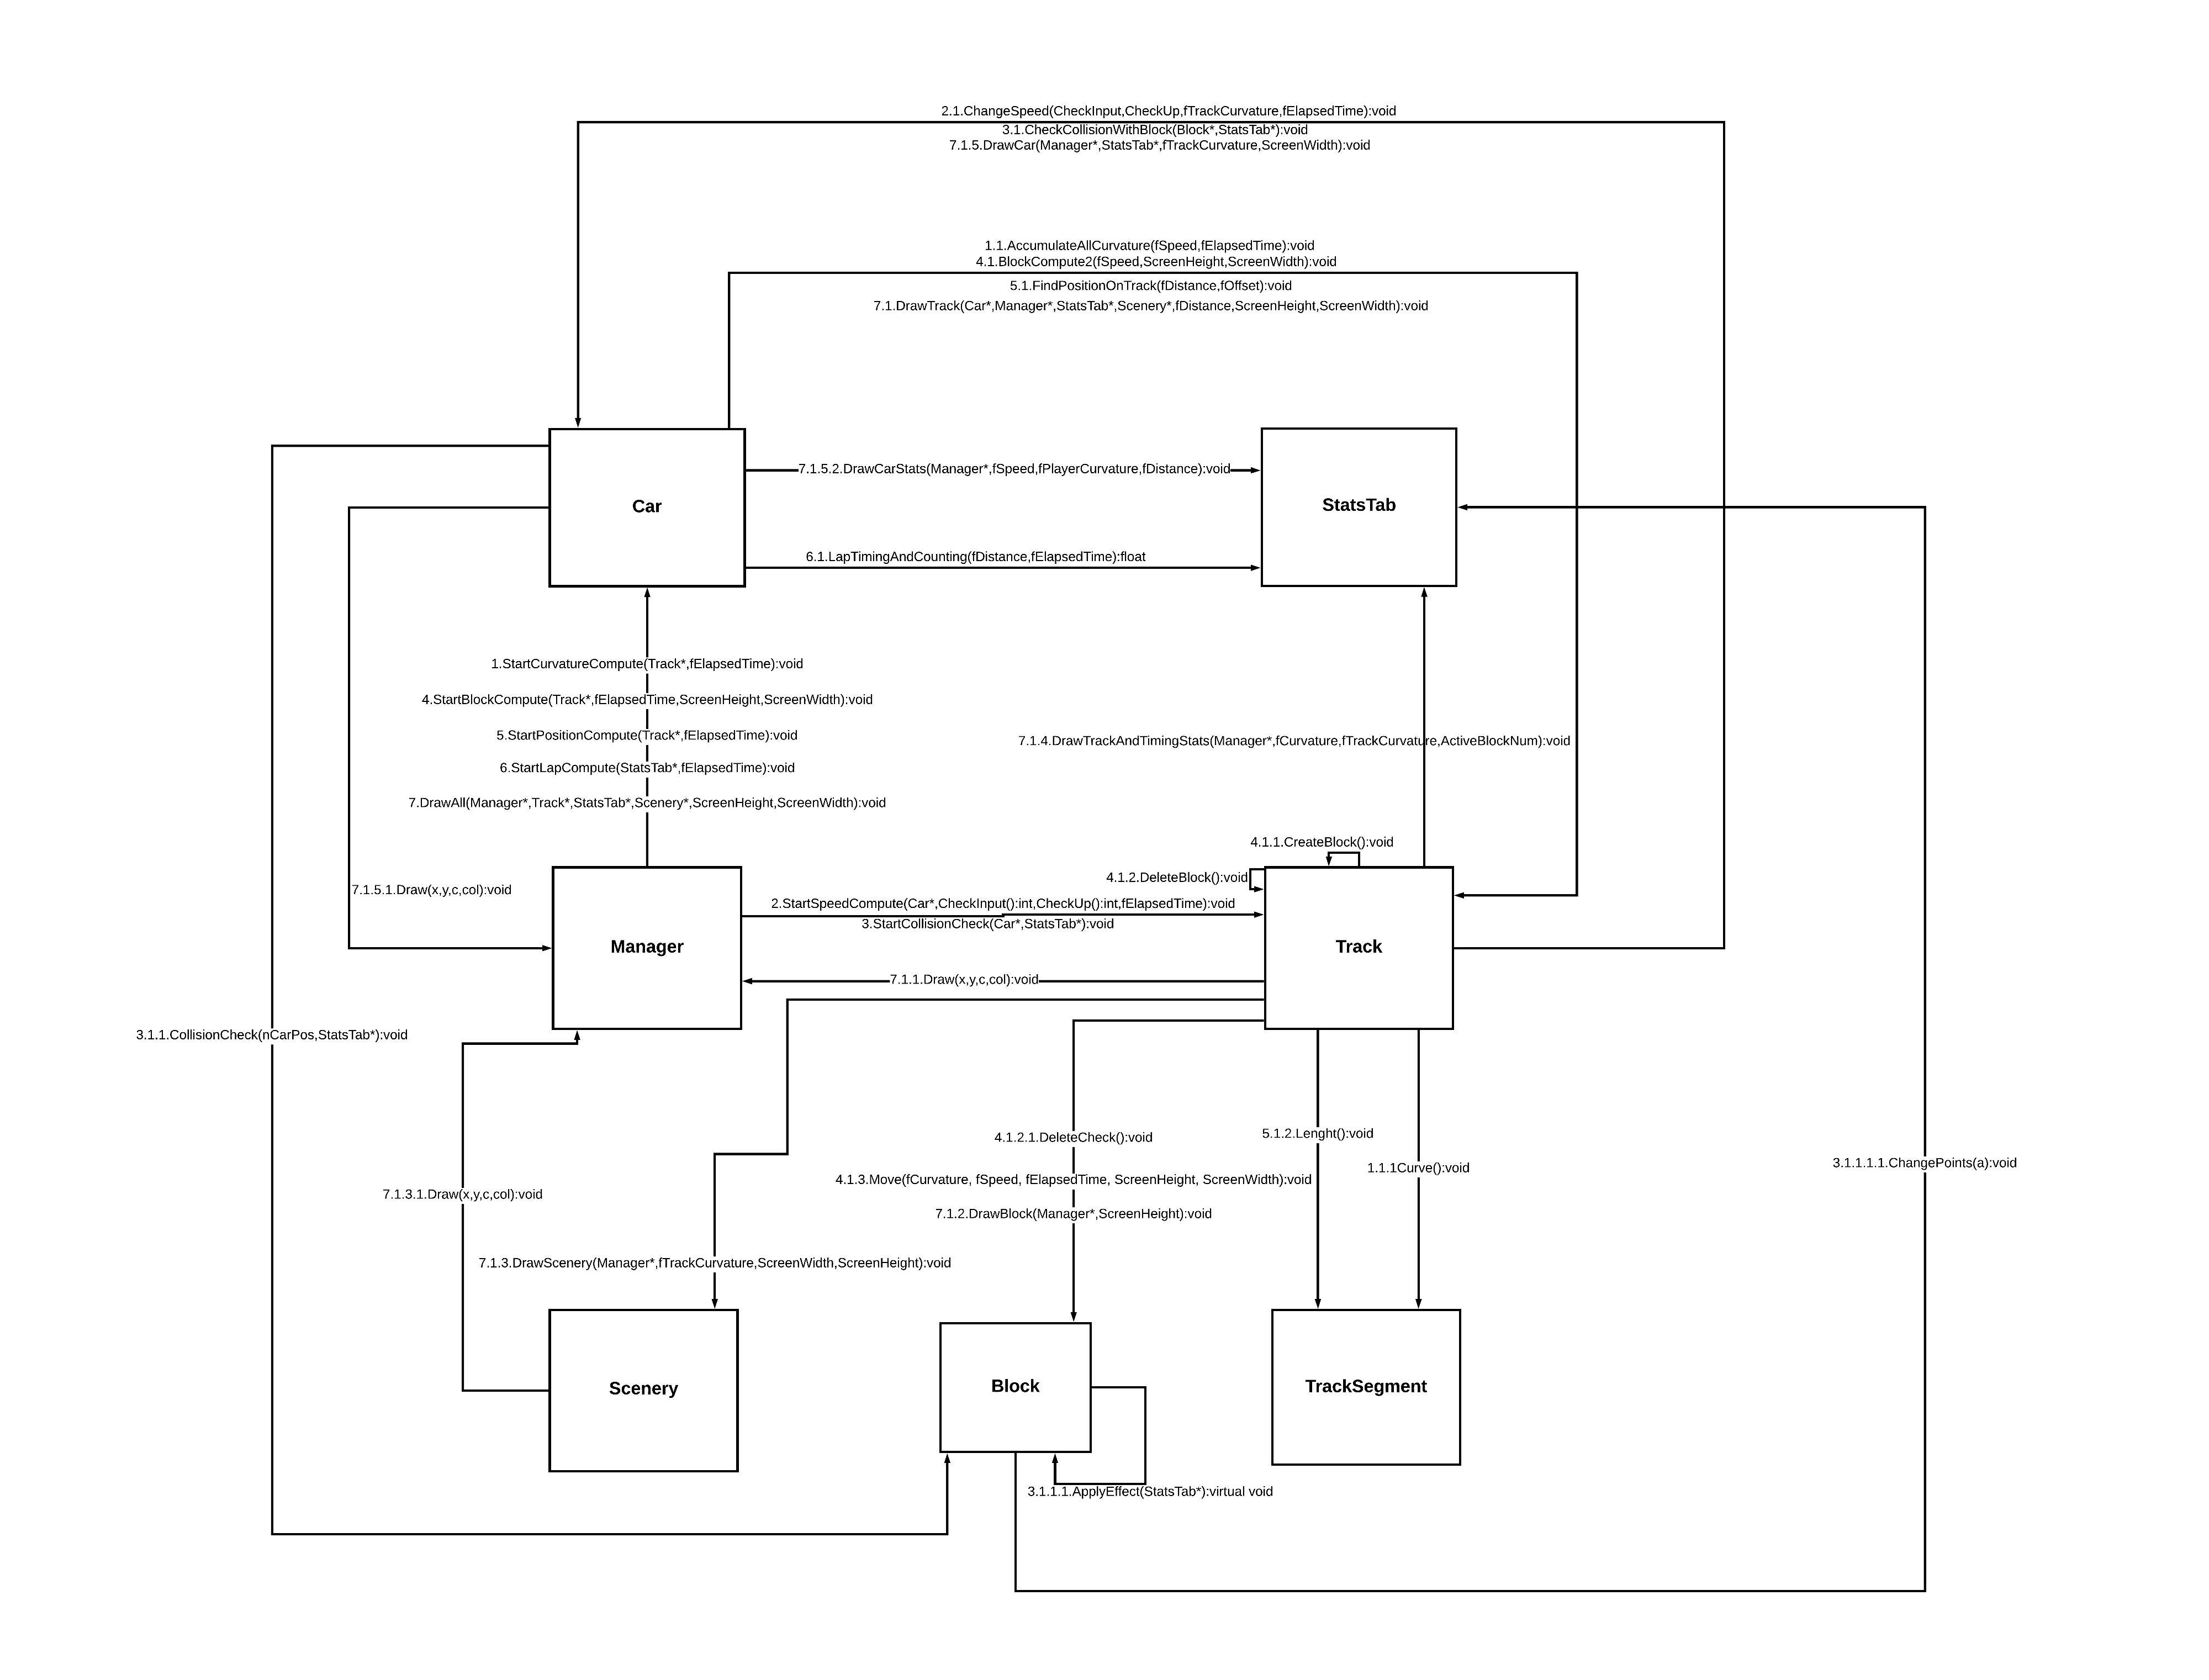 2.1.ChangeSpeed(CheckInput,CheckUp,fTrackCurvature,fElapsedTime):void
3.1.CheckCollisionWithBlock(Block*,StatsTab*):void
7.1.5.DrawCar(Manager*,StatsTab*,fTrackCurvature,ScreenWidth):void
1.1.AccumulateAllCurvature(fSpeed,fElapsedTime):void
4.1.BlockCompute2(fSpeed,ScreenHeight,ScreenWidth):void
5.1.FindPositionOnTrack(fDistance,fOffset):void
7.1.DrawTrack(Car*,Manager*,StatsTab*,Scenery*,fDistance,ScreenHeight,ScreenWidth):void
7.1.5.2.DrawCarStats(Manager*,fSpeed,fPlayerCurvature,fDistance):void
Car
StatsTab
6.1.LapTimingAndCounting(fDistance,fElapsedTime):float
1.StartCurvatureCompute(Track*,fElapsedTime):void
4.StartBlockCompute(Track*,fElapsedTime,ScreenHeight,ScreenWidth):void
5.StartPositionCompute(Track*,fElapsedTime):void
7.1.4.DrawTrackAndTimingStats(Manager*,fCurvature,fTrackCurvature,ActiveBlockNum):void
6.StartLapCompute(StatsTab*,fElapsedTime):void
7.DrawAll(Manager*,Track*,StatsTab*,Scenery*,ScreenHeight,ScreenWidth):void
4.1.1.CreateBlock():void
4.1.2.DeleteBlock():void
7.1.5.1.Draw(x,y,c,col):void
2.StartSpeedCompute(Car*,CheckInput():int,CheckUp():int,fElapsedTime):void
3.StartCollisionCheck(Car*,StatsTab*):void
Manager
Track
7.1.1.Draw(x,y,c,col):void
3.1.1.CollisionCheck(nCarPos,StatsTab*):void
4.1.2.1.DeleteCheck():void
5.1.2.Lenght():void
3.1.1.1.1.ChangePoints(a):void
1.1.1Curve():void
4.1.3.Move(fCurvature, fSpeed, fElapsedTime, ScreenHeight, ScreenWidth):void
7.1.3.1.Draw(x,y,c,col):void
7.1.2.DrawBlock(Manager*,ScreenHeight):void
7.1.3.DrawScenery(Manager*,fTrackCurvature,ScreenWidth,ScreenHeight):void
Scenery
Block
TrackSegment
3.1.1.1.ApplyEffect(StatsTab*):virtual void